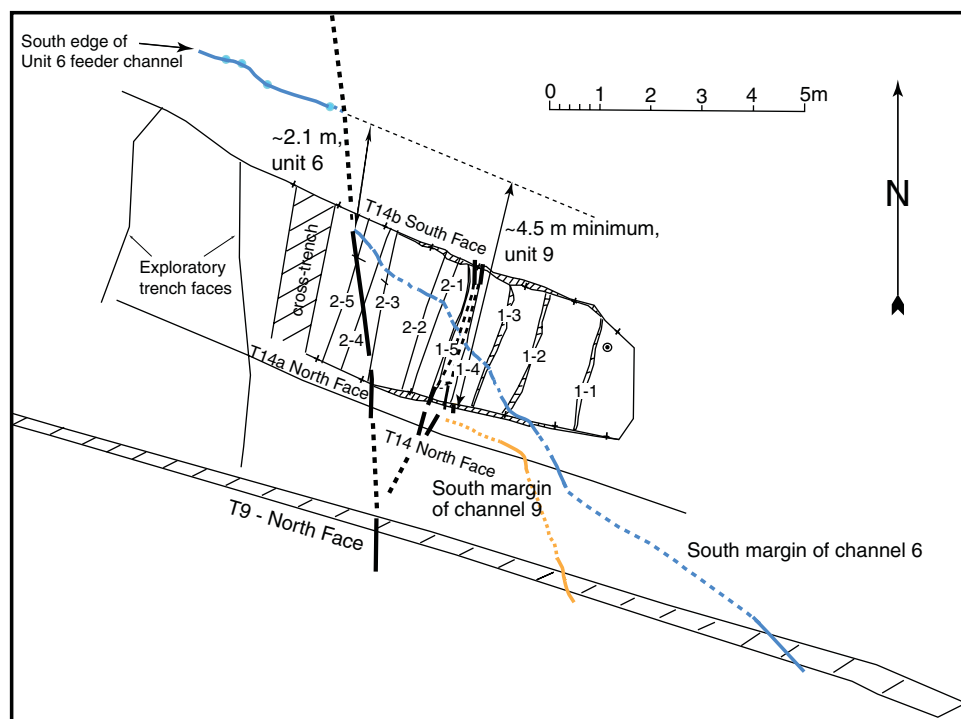 South edge of
Unit 6 feeder channel
0 1 2 3 4 5m
N
~2.1 m,
unit 6
T14b South Face
~4.5 m minimum,
unit 9
Exploratory
trench faces
cross-trench
2-5
2-4
2-3
2-2
2-1
1-5
1-4
1-3
1-2
1-1
T14a North Face
T14 North Face
South margin
of channel 9
T9 - North Face
South margin of channel 6